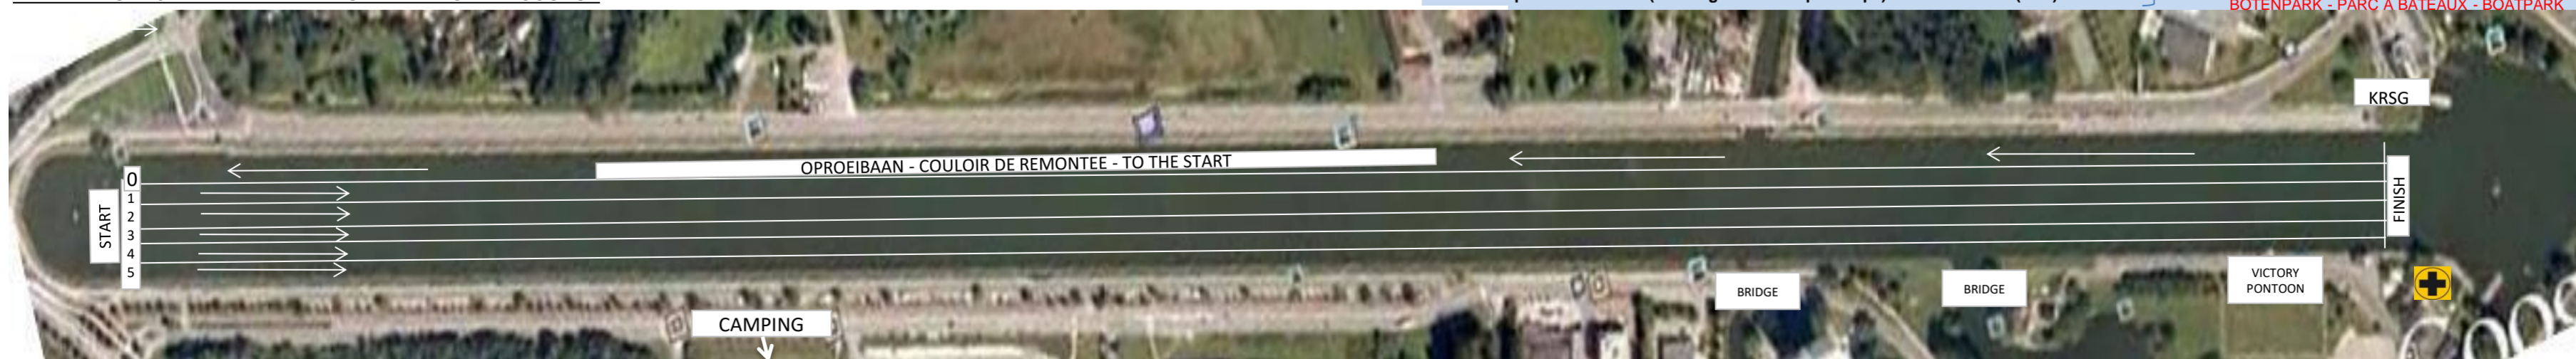 BOTENPARK - PARC A BATEAUX - BOATPARK
KRSG
OPROEIBAAN - COULOIR DE REMONTEE - TO THE START
START
0
1
2
3
4
5
FINISH
CAMPING
BRIDGE
BRIDGE
VICTORY
PONTOON